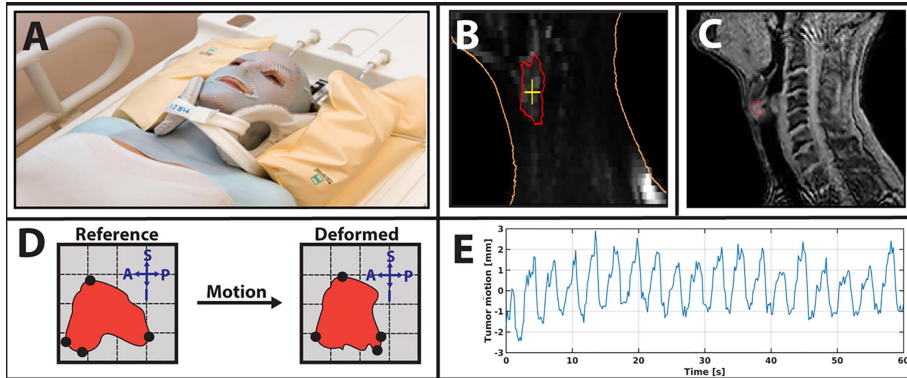 A
B
C
D
Reference
S
A P
I
Motion
Deformed
S
A P
I
E
Tumor motion [mm]
3
2
1
0
-1
-2
-3
0 10 20 30 40 50 60
Time [s]